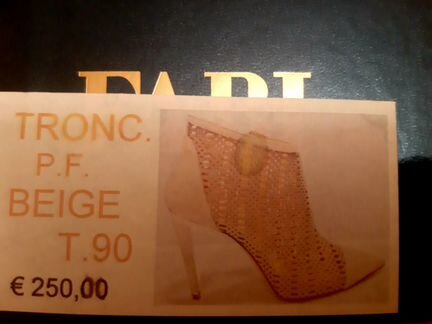 TRONC.
P.F.
BEIGE
T.90
€ 250,00